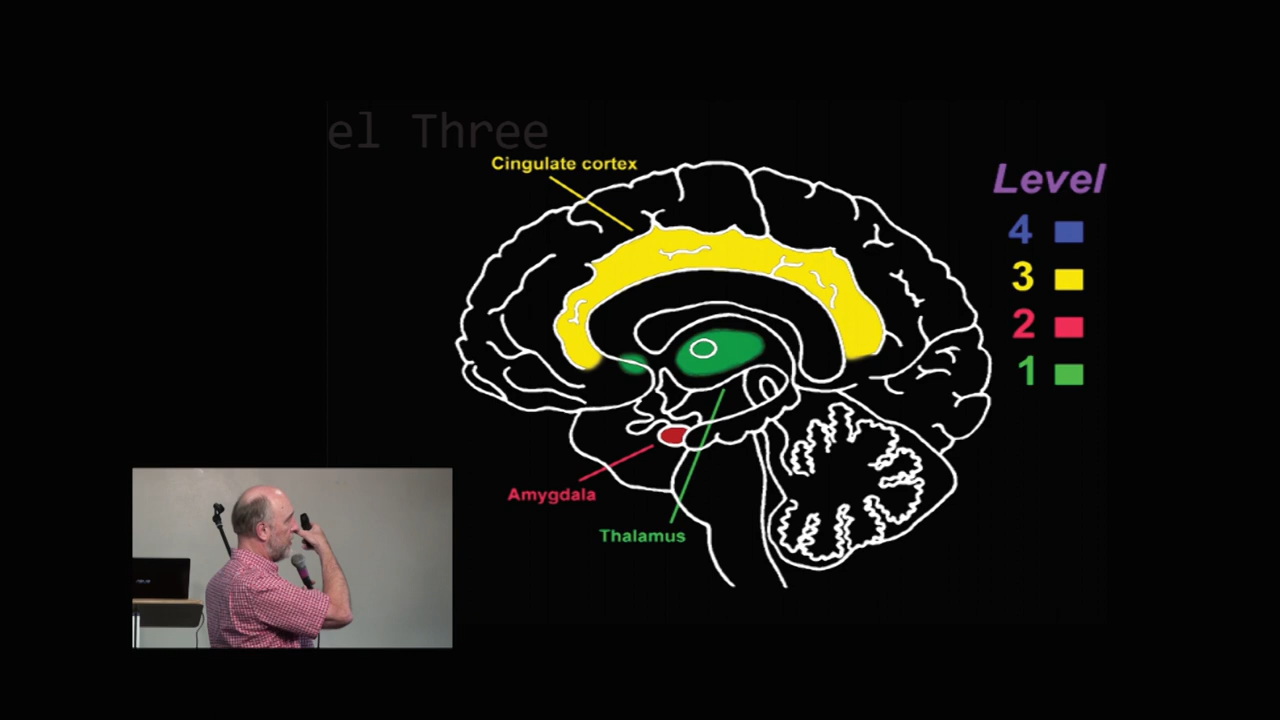 el Three
Cingulate cortex
Level
4
3
2
1
Amygdala
Thalamus